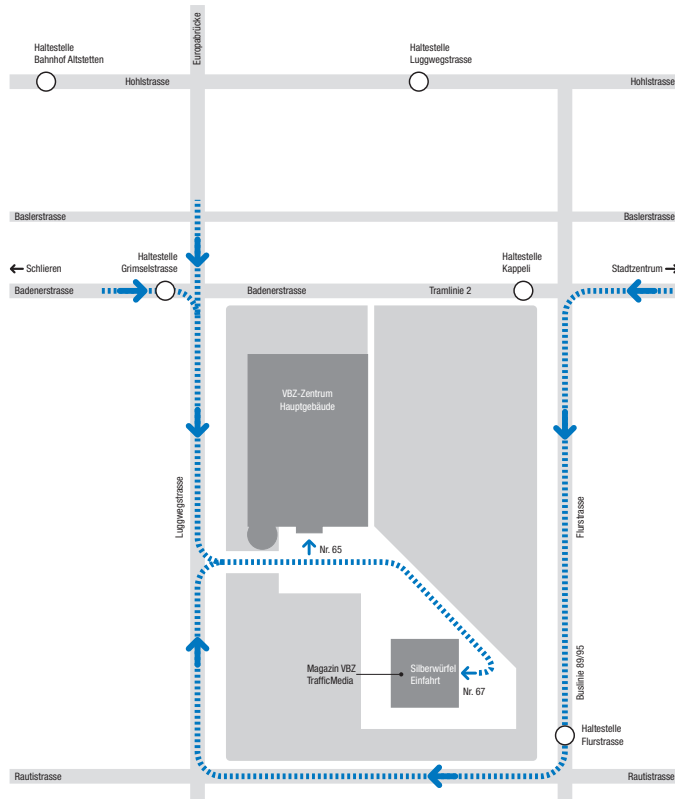 Europabrücke
Haltestelle
Bahnhof Altstetten
Haltestelle
Luggwegstrasse
Hohlstrasse
Hohlstrasse
Baslerstrasse
Baslerstrasse
Haltestelle
Grimselstrasse
Haltestelle
Kappeli
← Schlieren
Stadtzentrum →
Badenerstrasse
Badenerstrasse
Tramlinie 2
VBZ-Zentrum
Hauptgebäude
Luggwegstrasse
Flurstrasse
Nr. 65
Magazin VBZ
TrafficMedia
Silberwürfel
Einfahrt
Nr. 67
Buslinie 89/95
Haltestelle
Flurstrasse
Rautistrasse
Rautistrasse